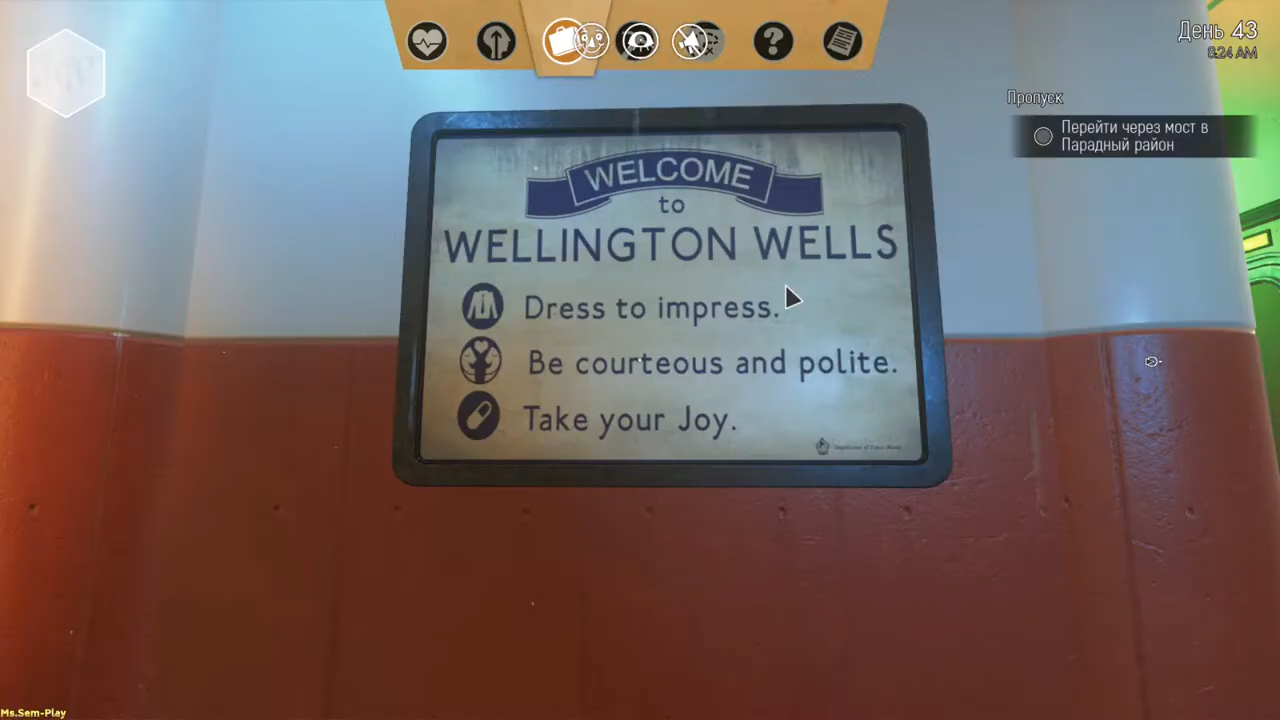 День 43
8:24 AM
Пропуск
Перейти через мост в
Парадный район
WELCOME
to
WELLINGTON WELLS
Dress to impress.
Be courteous and polite.
Take your Joy.
Ms.Sem-Play